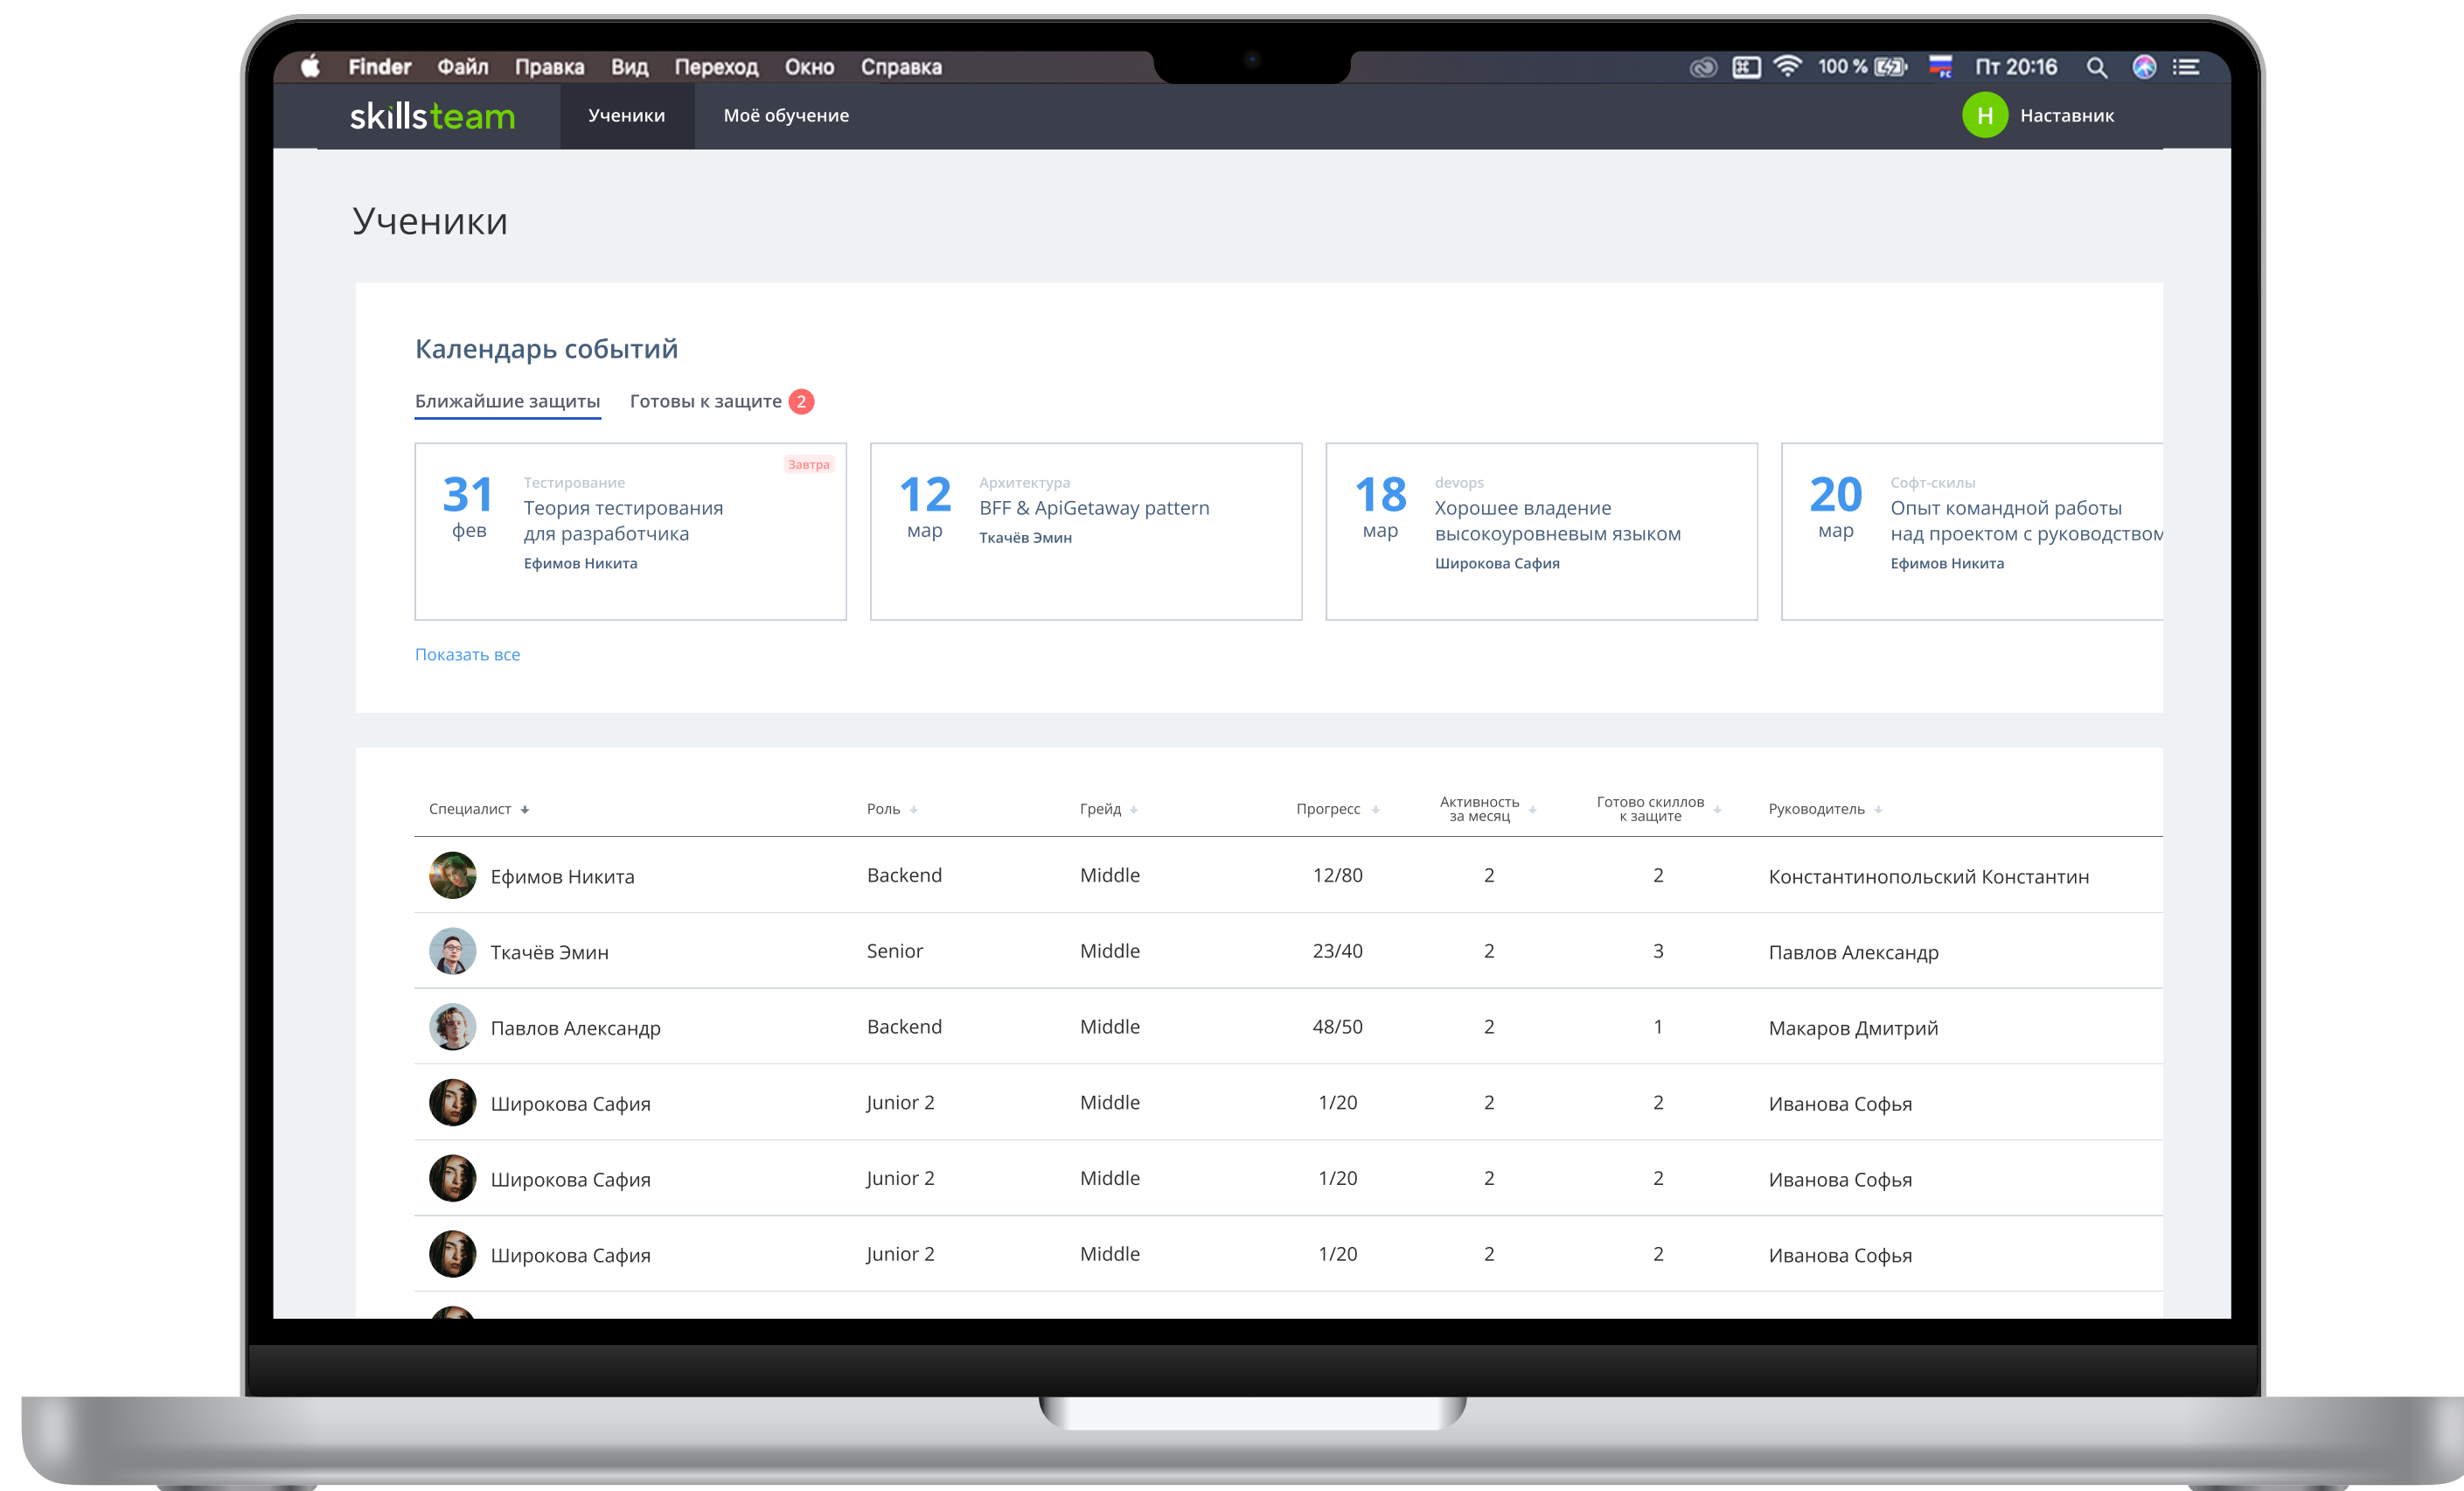 Finder Файл Правка Вид Переход Окно Справка
100 % РС Пт 20:16
skillsteam Ученики Моё обучение Н Наставник
Ученики
Календарь событий
Ближайшие защиты Готовы к защите 2
Завтра
31 фев
Тестирование
Теория тестирования
для разработчика
Ефимов Никита
12 мар
Архитектура
BFF & ApiGetaway pattern
Ткачёв Эмин
18 мар
devops
Хорошее владение
высокоуровневым языком
Широкова Сафия
20 мар
Софт-скилы
Опыт командной работы
над проектом с руководством
Ефимов Никита
Показать все
Специалист Роль Грейд Прогресс Активность за месяц Готово скиллов к защите Руководитель
Ефимов Никита Backend Middle 12/80 2 2 Константинопольский Константин
Ткачёв Эмин Senior Middle 23/40 2 3 Павлов Александр
Павлов Александр Backend Middle 48/50 2 1 Макаров Дмитрий
Широкова Сафия Junior 2 Middle 1/20 2 2 Иванова Софья
Широкова Сафия Junior 2 Middle 1/20 2 2 Иванова Софья
Широкова Сафия Junior 2 Middle 1/20 2 2 Иванова Софья